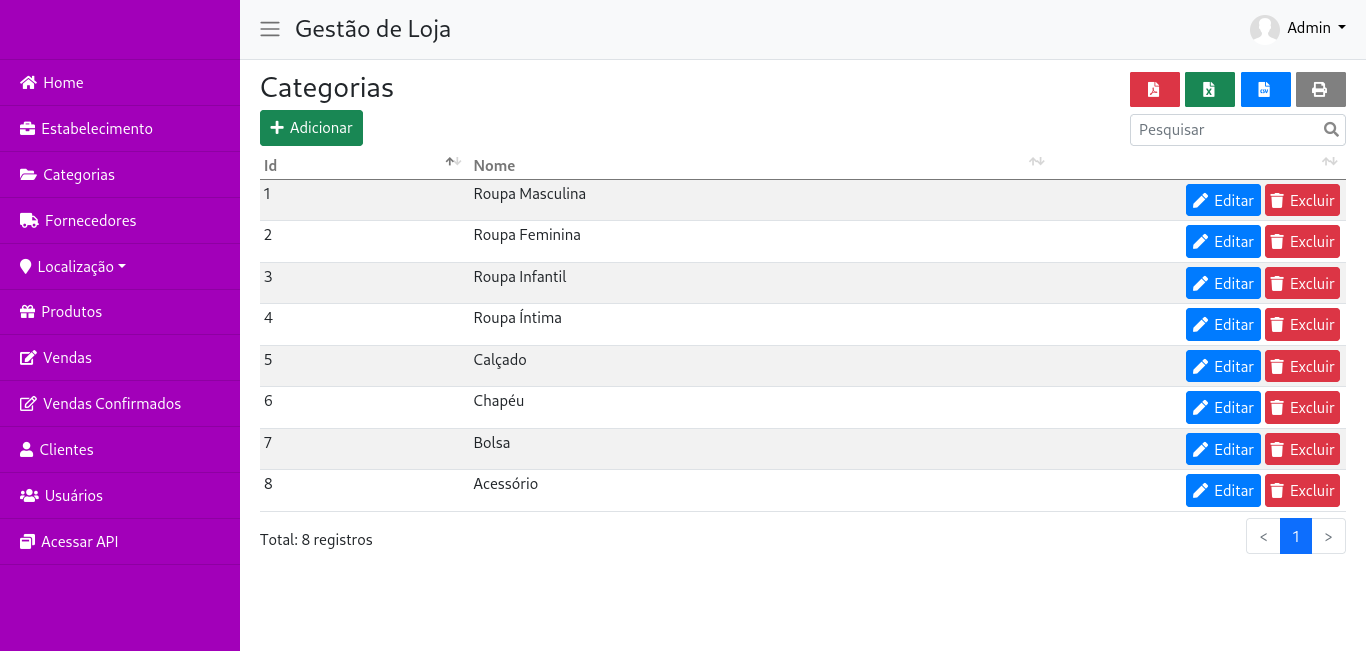 Gestão de Loja
Admin
Home
Estabelecimento
Categorias
Fornecedores
Localização
Produtos
Vendas
Vendas Confirmados
Clientes
Usuários
Acessar API
Categorias
+ Adicionar
Pesquisar
Id Nome
1 Roupa Masculina Editar Excluir
2 Roupa Feminina Editar Excluir
3 Roupa Infantil Editar Excluir
4 Roupa Íntima Editar Excluir
5 Calçado Editar Excluir
6 Chapéu Editar Excluir
7 Bolsa Editar Excluir
8 Acessório Editar Excluir
Total: 8 registros
< 1 >